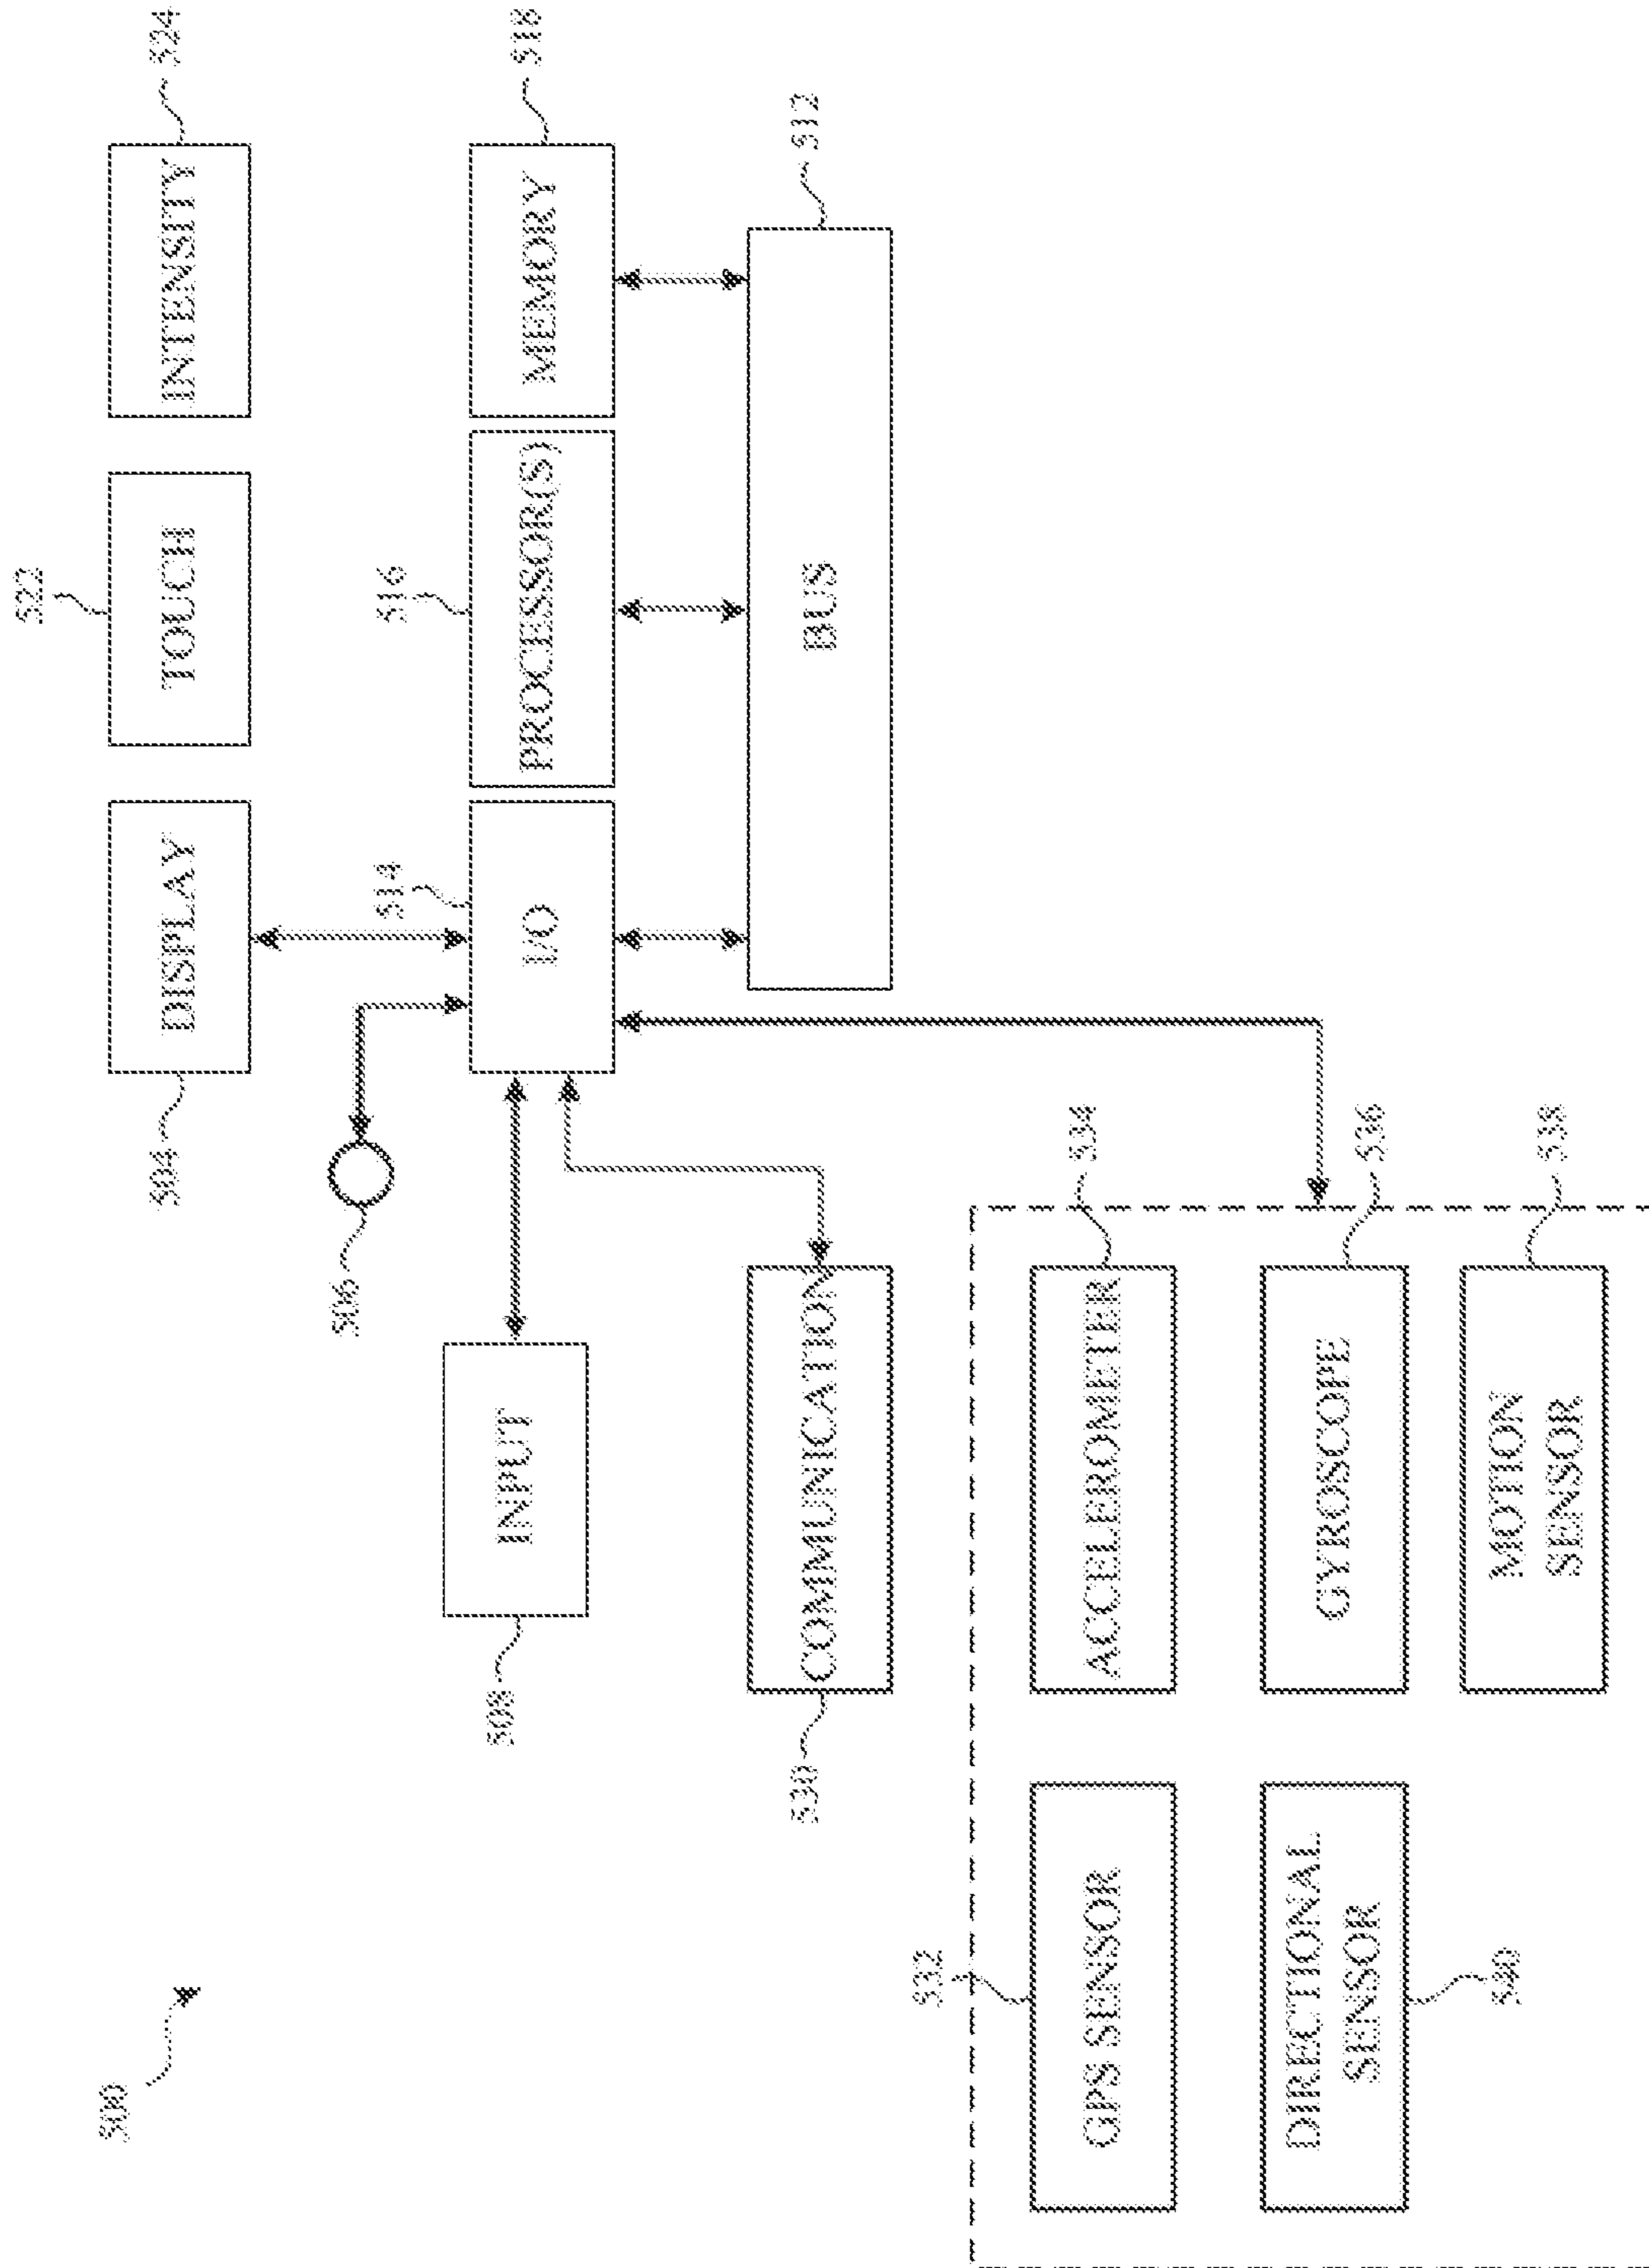 500
522
504
DISPLAY
TOUCH
INTENSITY
524
506
514
516
508
INPUT
I/O
PROCESSOR(S)
MEMORY
518
530
COMMUNICATION
BUS
512
532
GPS SENSOR
ACCELEROMETER
534
DIRECTIONAL
SENSOR
GYROSCOPE
536
540
MOTION
SENSOR
538